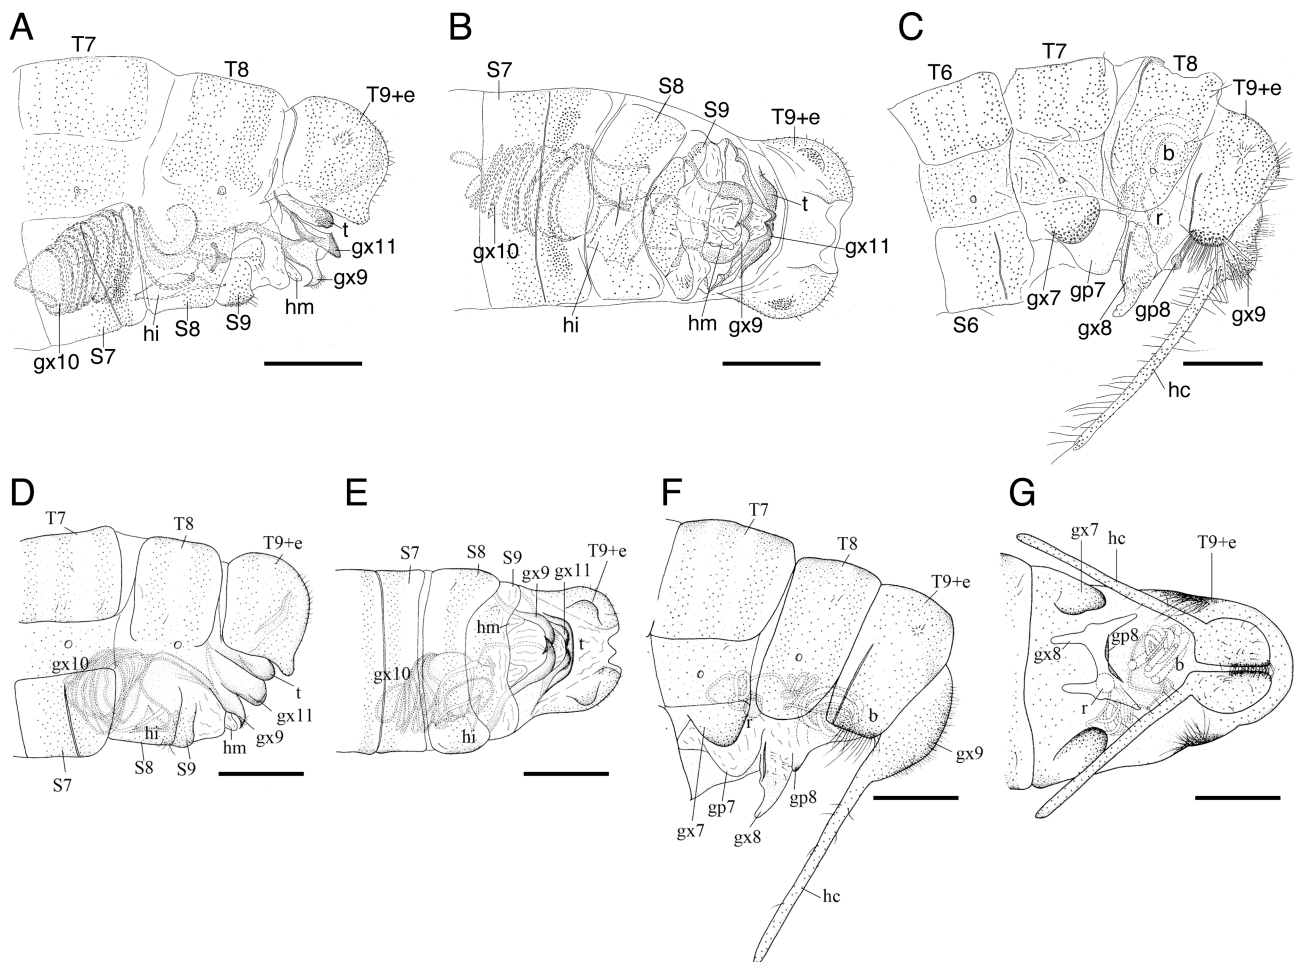 A
T7
T8
T9+e
t
gx11
gx9
hm
S9
S8
hi
S7
gx10
B
S7
S8
S9
T9+e
t
gx11
gx9
hm
hi
gx10
C
T6
T7
T8
T9+e
b
r
gx7
gp7
gx8
gp8
gx9
S6
hc
D
T7
T8
T9+e
gx10
t
gx11
gx9
hm
hi
S8
S9
S7
E
S7
S8
S9
gx9
gx11
T9+e
hm
t
gx10
hi
F
T7
T8
T9+e
b
r
gx9
gp7
gp8
gx7
gx8
hc
G
gx7
hc
T9+e
gp8
gx8
b
r